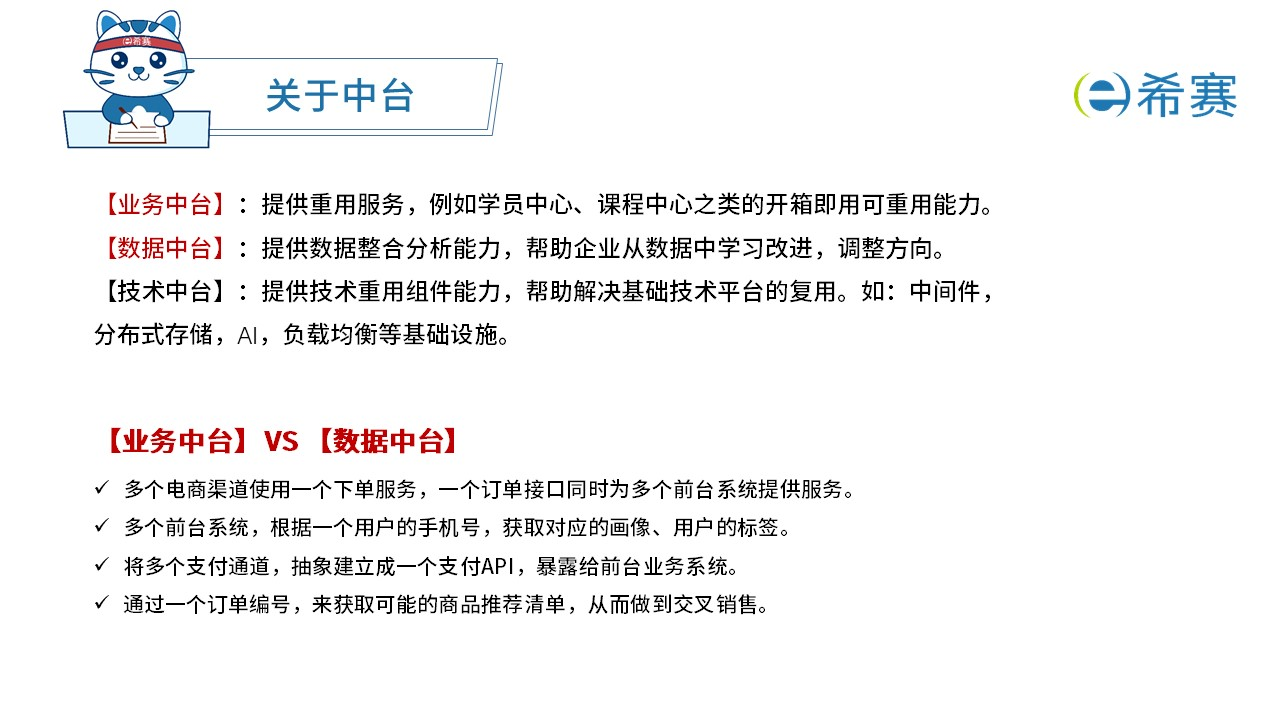 希赛
关于中台
希赛
【业务中台】：提供重用服务，例如学员中心、课程中心之类的开箱即用可重用能力。
【数据中台】：提供数据整合分析能力，帮助企业从数据中学习改进，调整方向。
【技术中台】：提供技术重用组件能力，帮助解决基础技术平台的复用。如：中间件，
分布式存储，AI，负载均衡等基础设施。
【业务中台】VS【数据中台】
✓ 多个电商渠道使用一个下单服务，一个订单接口同时为多个前台系统提供服务。
✓ 多个前台系统，根据一个用户的手机号，获取对应的画像、用户的标签。
✓ 将多个支付通道，抽象建立成一个支付API，暴露给前台业务系统。
✓ 通过一个订单编号，来获取可能的商品推荐清单，从而做到交叉销售。